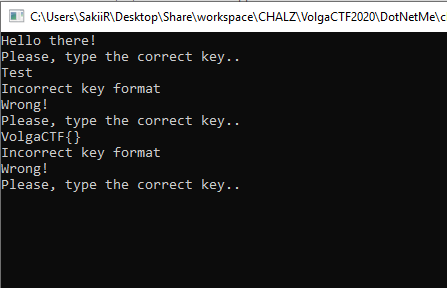 C:\Users\SakiiR\Desktop\Share\workspace\CHALZ\VolgaCTF2020\DotNetMe\c
Hello there!
Please, type the correct key..
Test
Incorrect key format
Wrong!
Please, type the correct key..
VolgaCTF{}
Incorrect key format
Wrong!
Please, type the correct key..